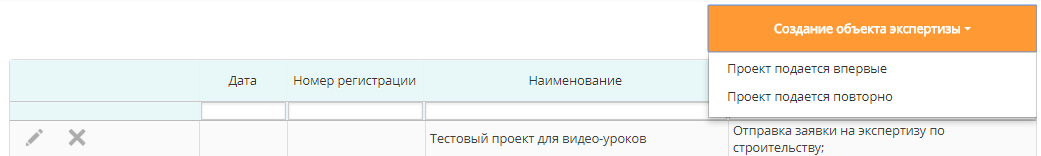 Создание объекта экспертизы
Проект подается впервые
Проект подается повторно
Дата
Номер регистрации
Наименование
Тестовый проект для видео-уроков
Отправка заявки на экспертизу по
строительству;